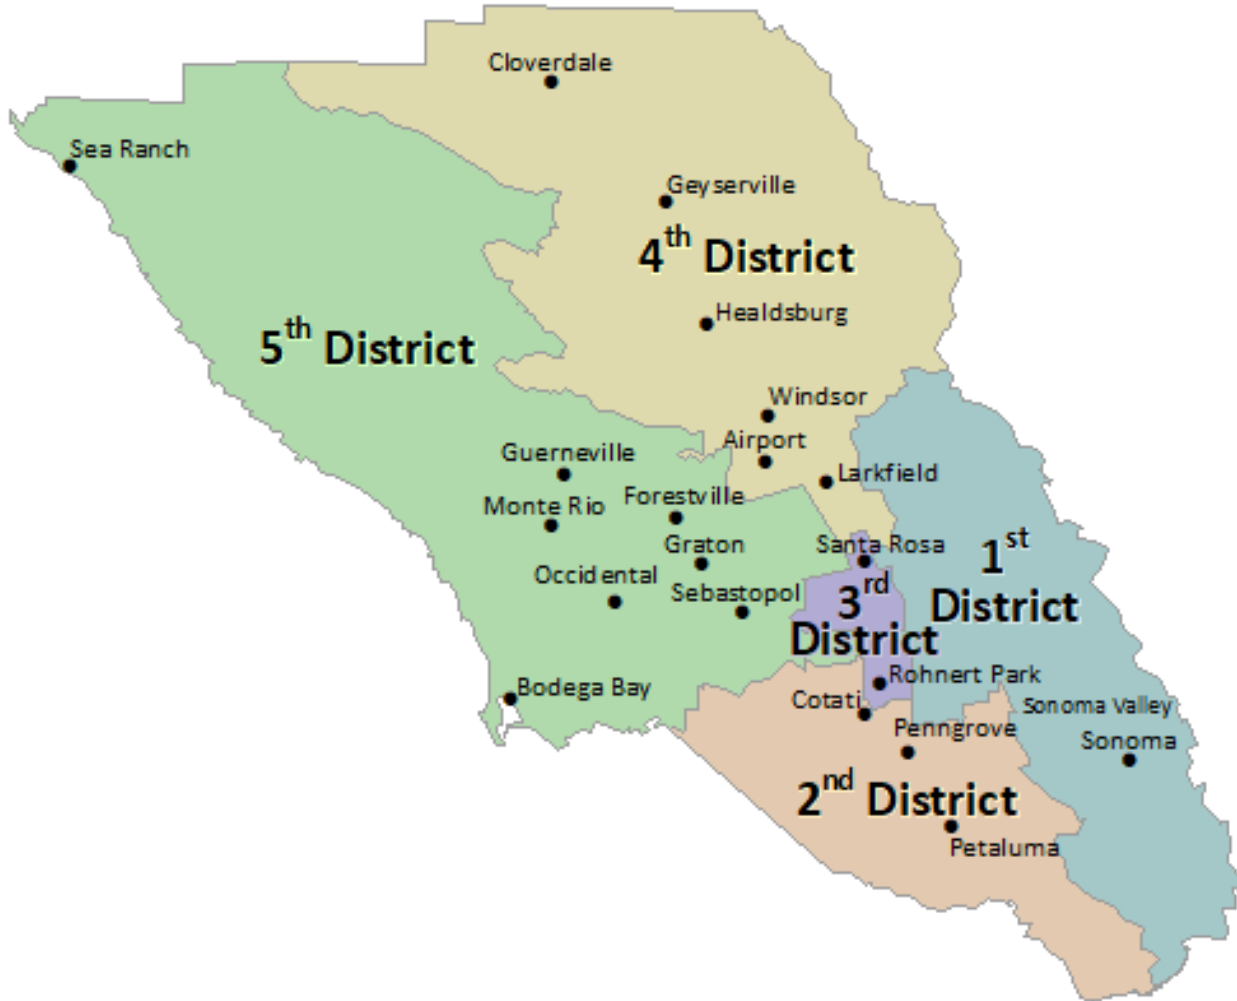 Cloverdale
Sea Ranch
Geyserville
4th District
Healdsburg
5th District
Windsor
Airport
Guerneville
Larkfield
Forestville
Monte Rio
Santa Rosa
Graton
1st
District
Occidental
Sebastopol
3rd
District
Rohnert Park
Bodega Bay
Cotati
Sonoma Valley
Penngrove
Sonoma
2nd District
Petaluma